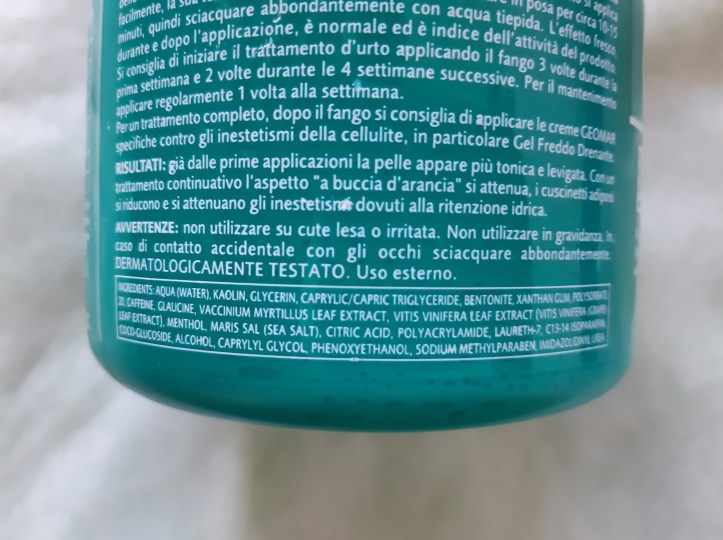 facilmente, la sua
in posa per circa 10-15
minuti, quindi sciacquare abbondantemente con acqua tiepida. L'effetto fresco
durante e dopo l'applicazione, è normale ed è indice dell'attività del prodotto.
Si consiglia di iniziare il trattamento d'urto applicando il fango 3 volte durante la
prima settimana e 2 volte durante le 4 settimane successive. Per il mantenimento
applicare regolarmente 1 volta alla settimana.
Per un trattamento completo, dopo il fango si consiglia di applicare le creme GEOMAR
specifiche contro gli inestetismi della cellulite, in particolare Gel Freddo Drenante.
RISULTATI: già dalle prime applicazioni la pelle appare più tonica e levigata. Con un
trattamento continuativo l'aspetto "a buccia d'arancia" si attenua, i cuscinetti adiposi
si riducono e si attenuano gli inestetismi dovuti alla ritenzione idrica.
AVVERTENZE: non utilizzare su cute lesa o irritata. Non utilizzare in gravidanza. In
caso di contatto accidentale con gli occhi sciacquare abbondantemente.
DERMATOLOGICAMENTE TESTATO. Uso esterno.
INGREDIENTS: AQUA (WATER), KAOLIN, GLYCERIN, CAPRYLIC/CAPRIC TRIGLYCERIDE, BENTONITE, XANTHAN GUM, POLYSORBATE
20, CAFFEINE, GLAUCINE, VACCINIUM MYRTILLUS LEAF EXTRACT, VITIS VINIFERA LEAF EXTRACT (VITIS VINIFERA (GRAPE)
LEAF EXTRACT), MENTHOL, MARIS SAL (SEA SALT), CITRIC ACID, POLYACRYLAMIDE, LAURETH-7, C13-14 ISOPARAFFIN,
COCO-GLUCOSIDE, ALCOHOL, CAPRYLYL GLYCOL, PHENOXYETHANOL, SODIUM METHYLPARABEN, IMIDAZOLIDINYL UREA